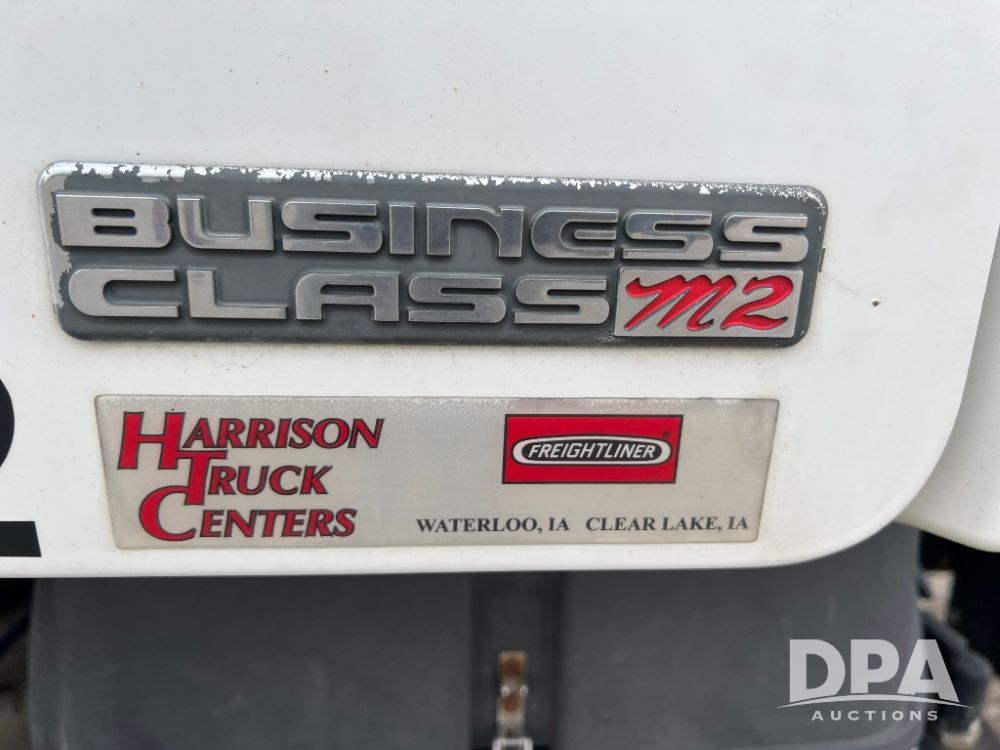 BUSINESS
CLASS M2
HARRISON
TRUCK
CENTERS
FREIGHTLINER®
WATERLOO, IA CLEAR LAKE, IA
DPA
AUCTIONS